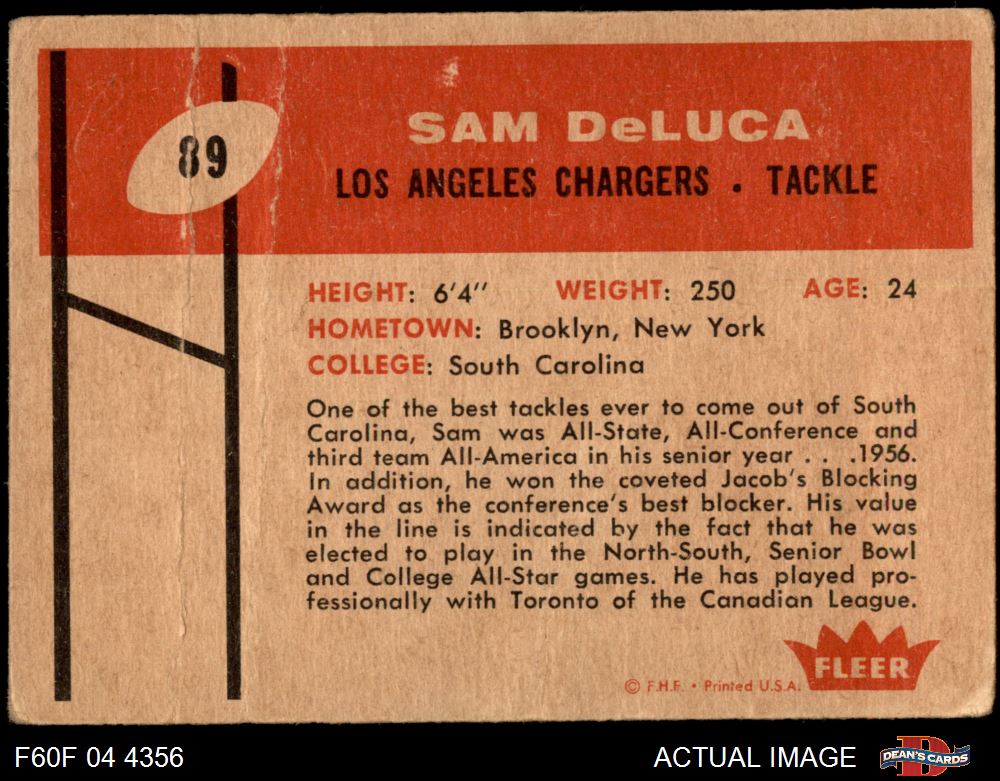 89
SAM DeLUCA
LOS ANGELES CHARGERS . TACKLE
HEIGHT: 6'4" WEIGHT: 250 AGE: 24
HOMETOWN: Brooklyn, New York
COLLEGE: South Carolina
One of the best tackles ever to come out of South
Carolina, Sam was All-State, All-Conference and
third team All-America in his senior year . . .1956.
In addition, he won the coveted Jacob's Blocking
Award as the conference's best blocker. His value
in the line is indicated by the fact that he was
elected to play in the North-South, Senior Bowl
and College All-Star games. He has played pro-
fessionally with Toronto of the Canadian League.
FLEER
© F.H.F. • Printed U.S.A.
F60F 04 4356 ACTUAL IMAGE DEAN'S CARDS